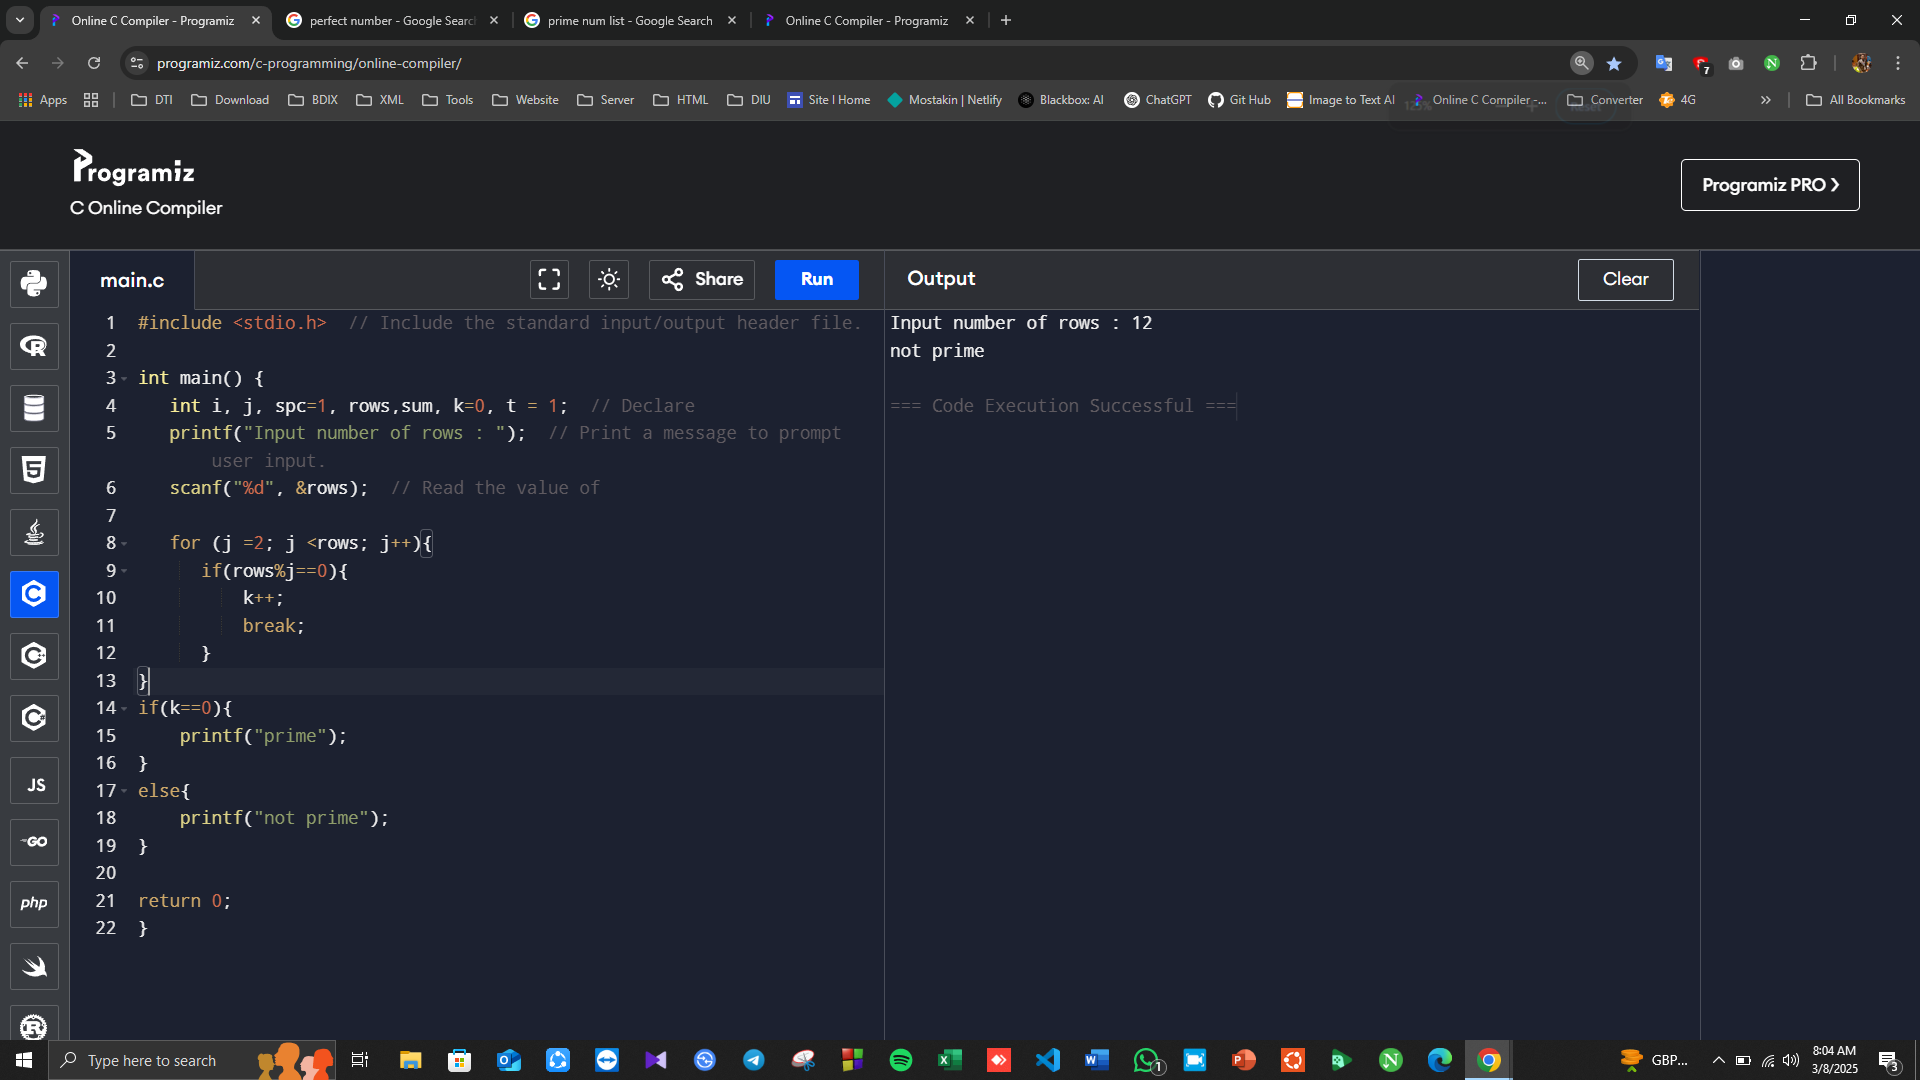 Online C Compiler - Programiz
perfect number - Google Searc
prime num list - Google Search
Online C Compiler - Programiz
programiz.com/c-programming/online-compiler/
7
Apps
DTI
Download
BDIX
XML
Tools
Website
Server
HTML
DIU
Site I Home
Mostakin | Netlify
Blackbox: AI
ChatGPT
Git Hub
Image to Text AI
Online C Compiler -...
Converter
4G
All Bookmarks
Programiz
C Online Compiler
Programiz PRO
main.c
Share
Run
Output
Clear
1 #include <stdio.h>  // Include the standard input/output header file.
2
3 int main() {
4    int i, j, spc=1, rows,sum, k=0, t = 1;  // Declare
5    printf("Input number of rows : ");  // Print a message to prompt
user input.
6    scanf("%d", &rows);  // Read the value of
7
8    for (j =2; j <rows; j++){
9       if(rows%j==0){
10          k++;
11          break;
12       }
13 }
14 if(k==0){
15     printf("prime");
16 }
17 else{
18     printf("not prime");
19 }
20
21 return 0;
22 }
Input number of rows : 12
not prime
=== Code Execution Successful ===
JS
GO
php
Type here to search
GBP...
8:04 AM
3/8/2025
1
3